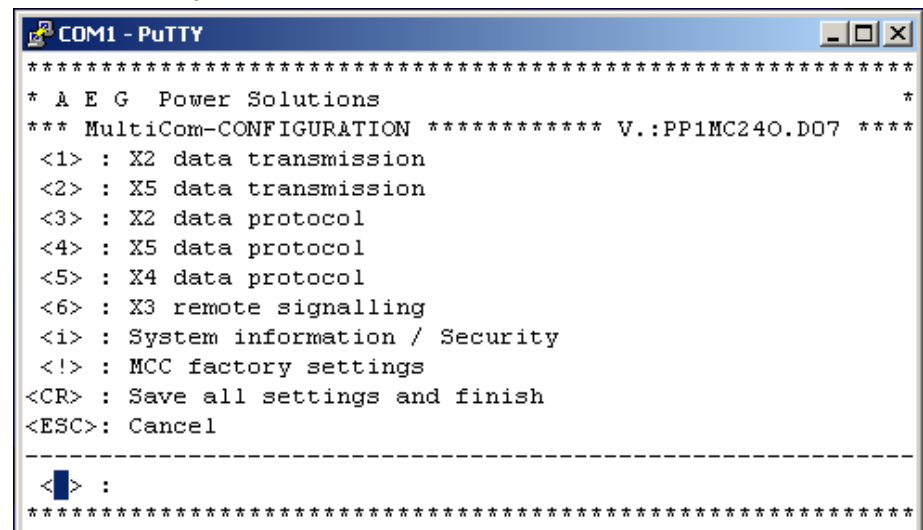 COM1 - PuTTY
************************************************************
* A E G  Power Solutions                                   *
*** MultiCom-CONFIGURATION ************ V.:PP1MC24O.D07 ****
 <1> : X2 data transmission
 <2> : X5 data transmission
 <3> : X2 data protocol
 <4> : X5 data protocol
 <5> : X4 data protocol
 <6> : X3 remote signalling
 <i> : System information / Security
 <!> : MCC factory settings
<CR> : Save all settings and finish
<ESC>: Cancel
------------------------------------------------------------
 < > :
************************************************************